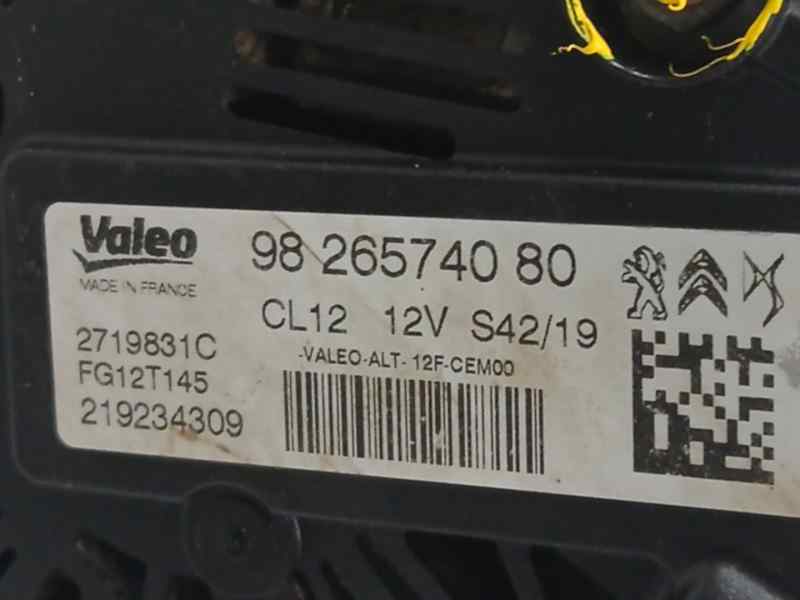 Valeo
MADE IN FRANCE
98 265740 80
CL12 12V S42/19
-VALEO-ALT- 12F-CEM00
2719831C
FG12T145
219234309